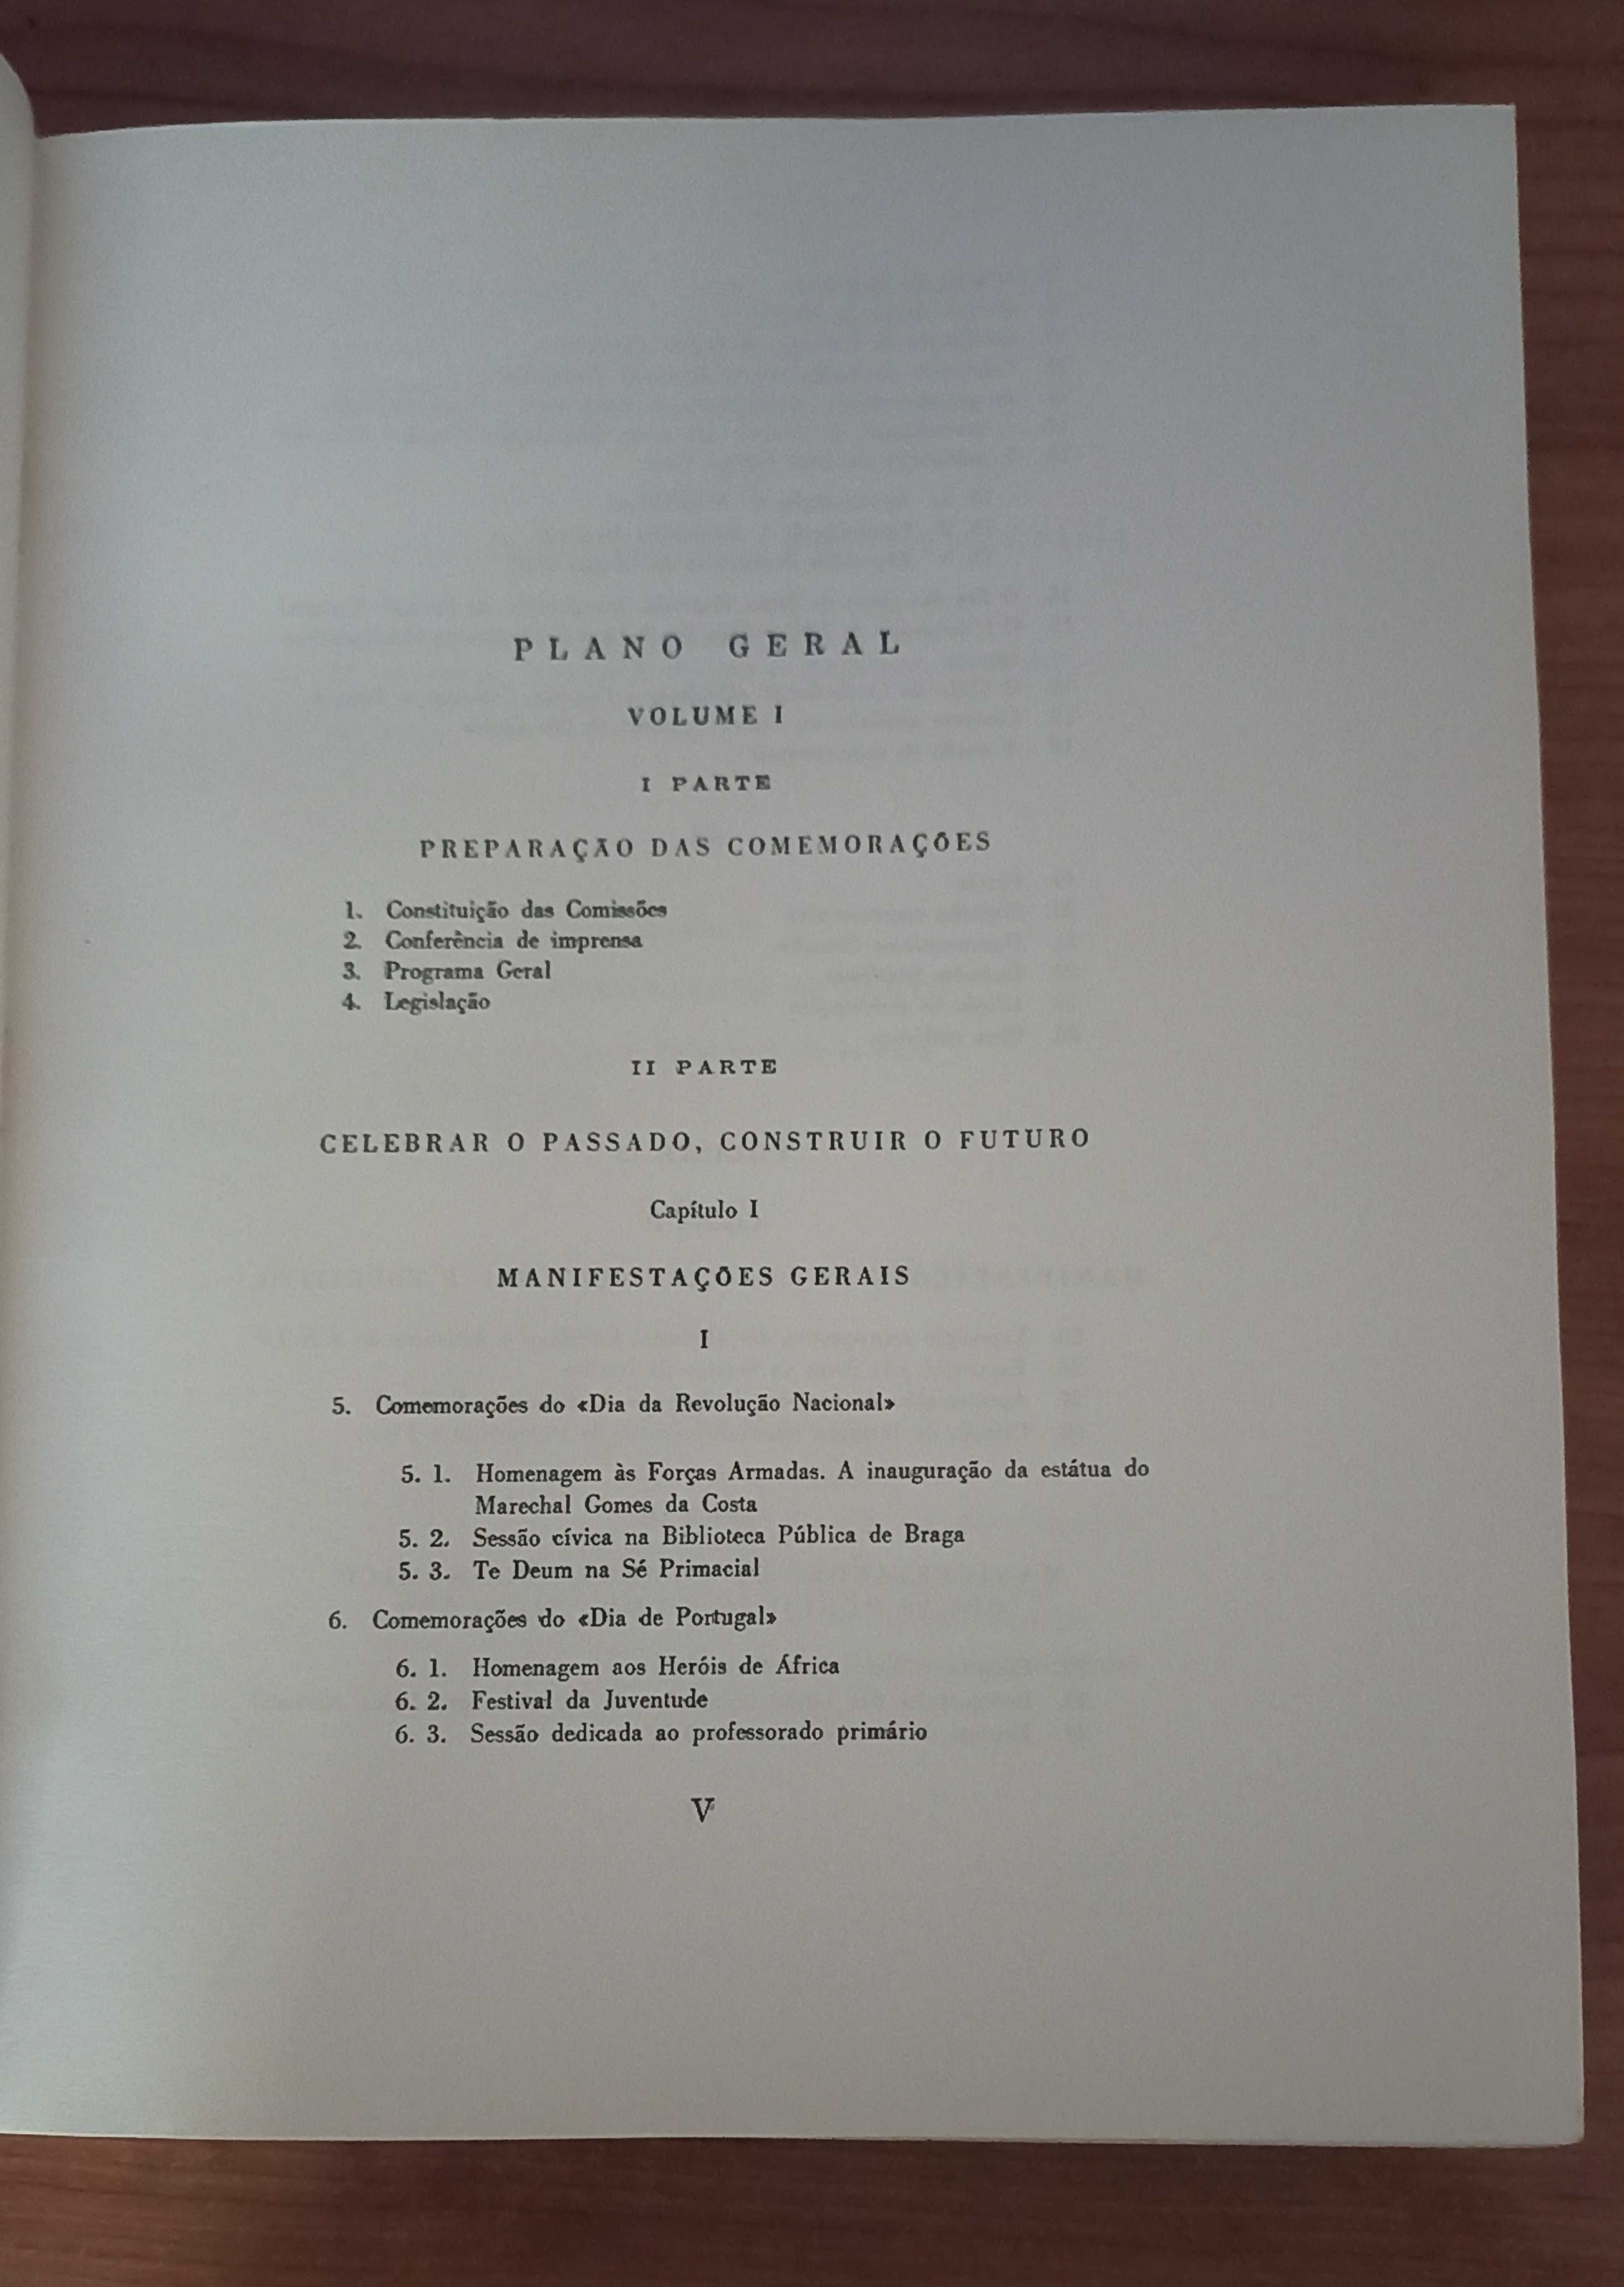 PLANO GERAL
VOLUME I
I PARTE
PREPARAÇÃO DAS COMEMORAÇÕES
1. Constituição das Comissões
2. Conferência de imprensa
3. Programa Geral
4. Legislação
II PARTE
CELEBRAR O PASSADO, CONSTRUIR O FUTURO
Capítulo I
MANIFESTAÇÕES GERAIS
I
5. Comemorações do «Dia da Revolução Nacional»
5. 1. Homenagem às Forças Armadas. A inauguração da estátua do
Marechal Gomes da Costa
5. 2. Sessão cívica na Biblioteca Pública de Braga
5. 3. Te Deum na Sé Primacial
6. Comemorações do «Dia de Portugal»
6. 1. Homenagem aos Heróis de África
6. 2. Festival da Juventude
6. 3. Sessão dedicada ao professorado primário
V